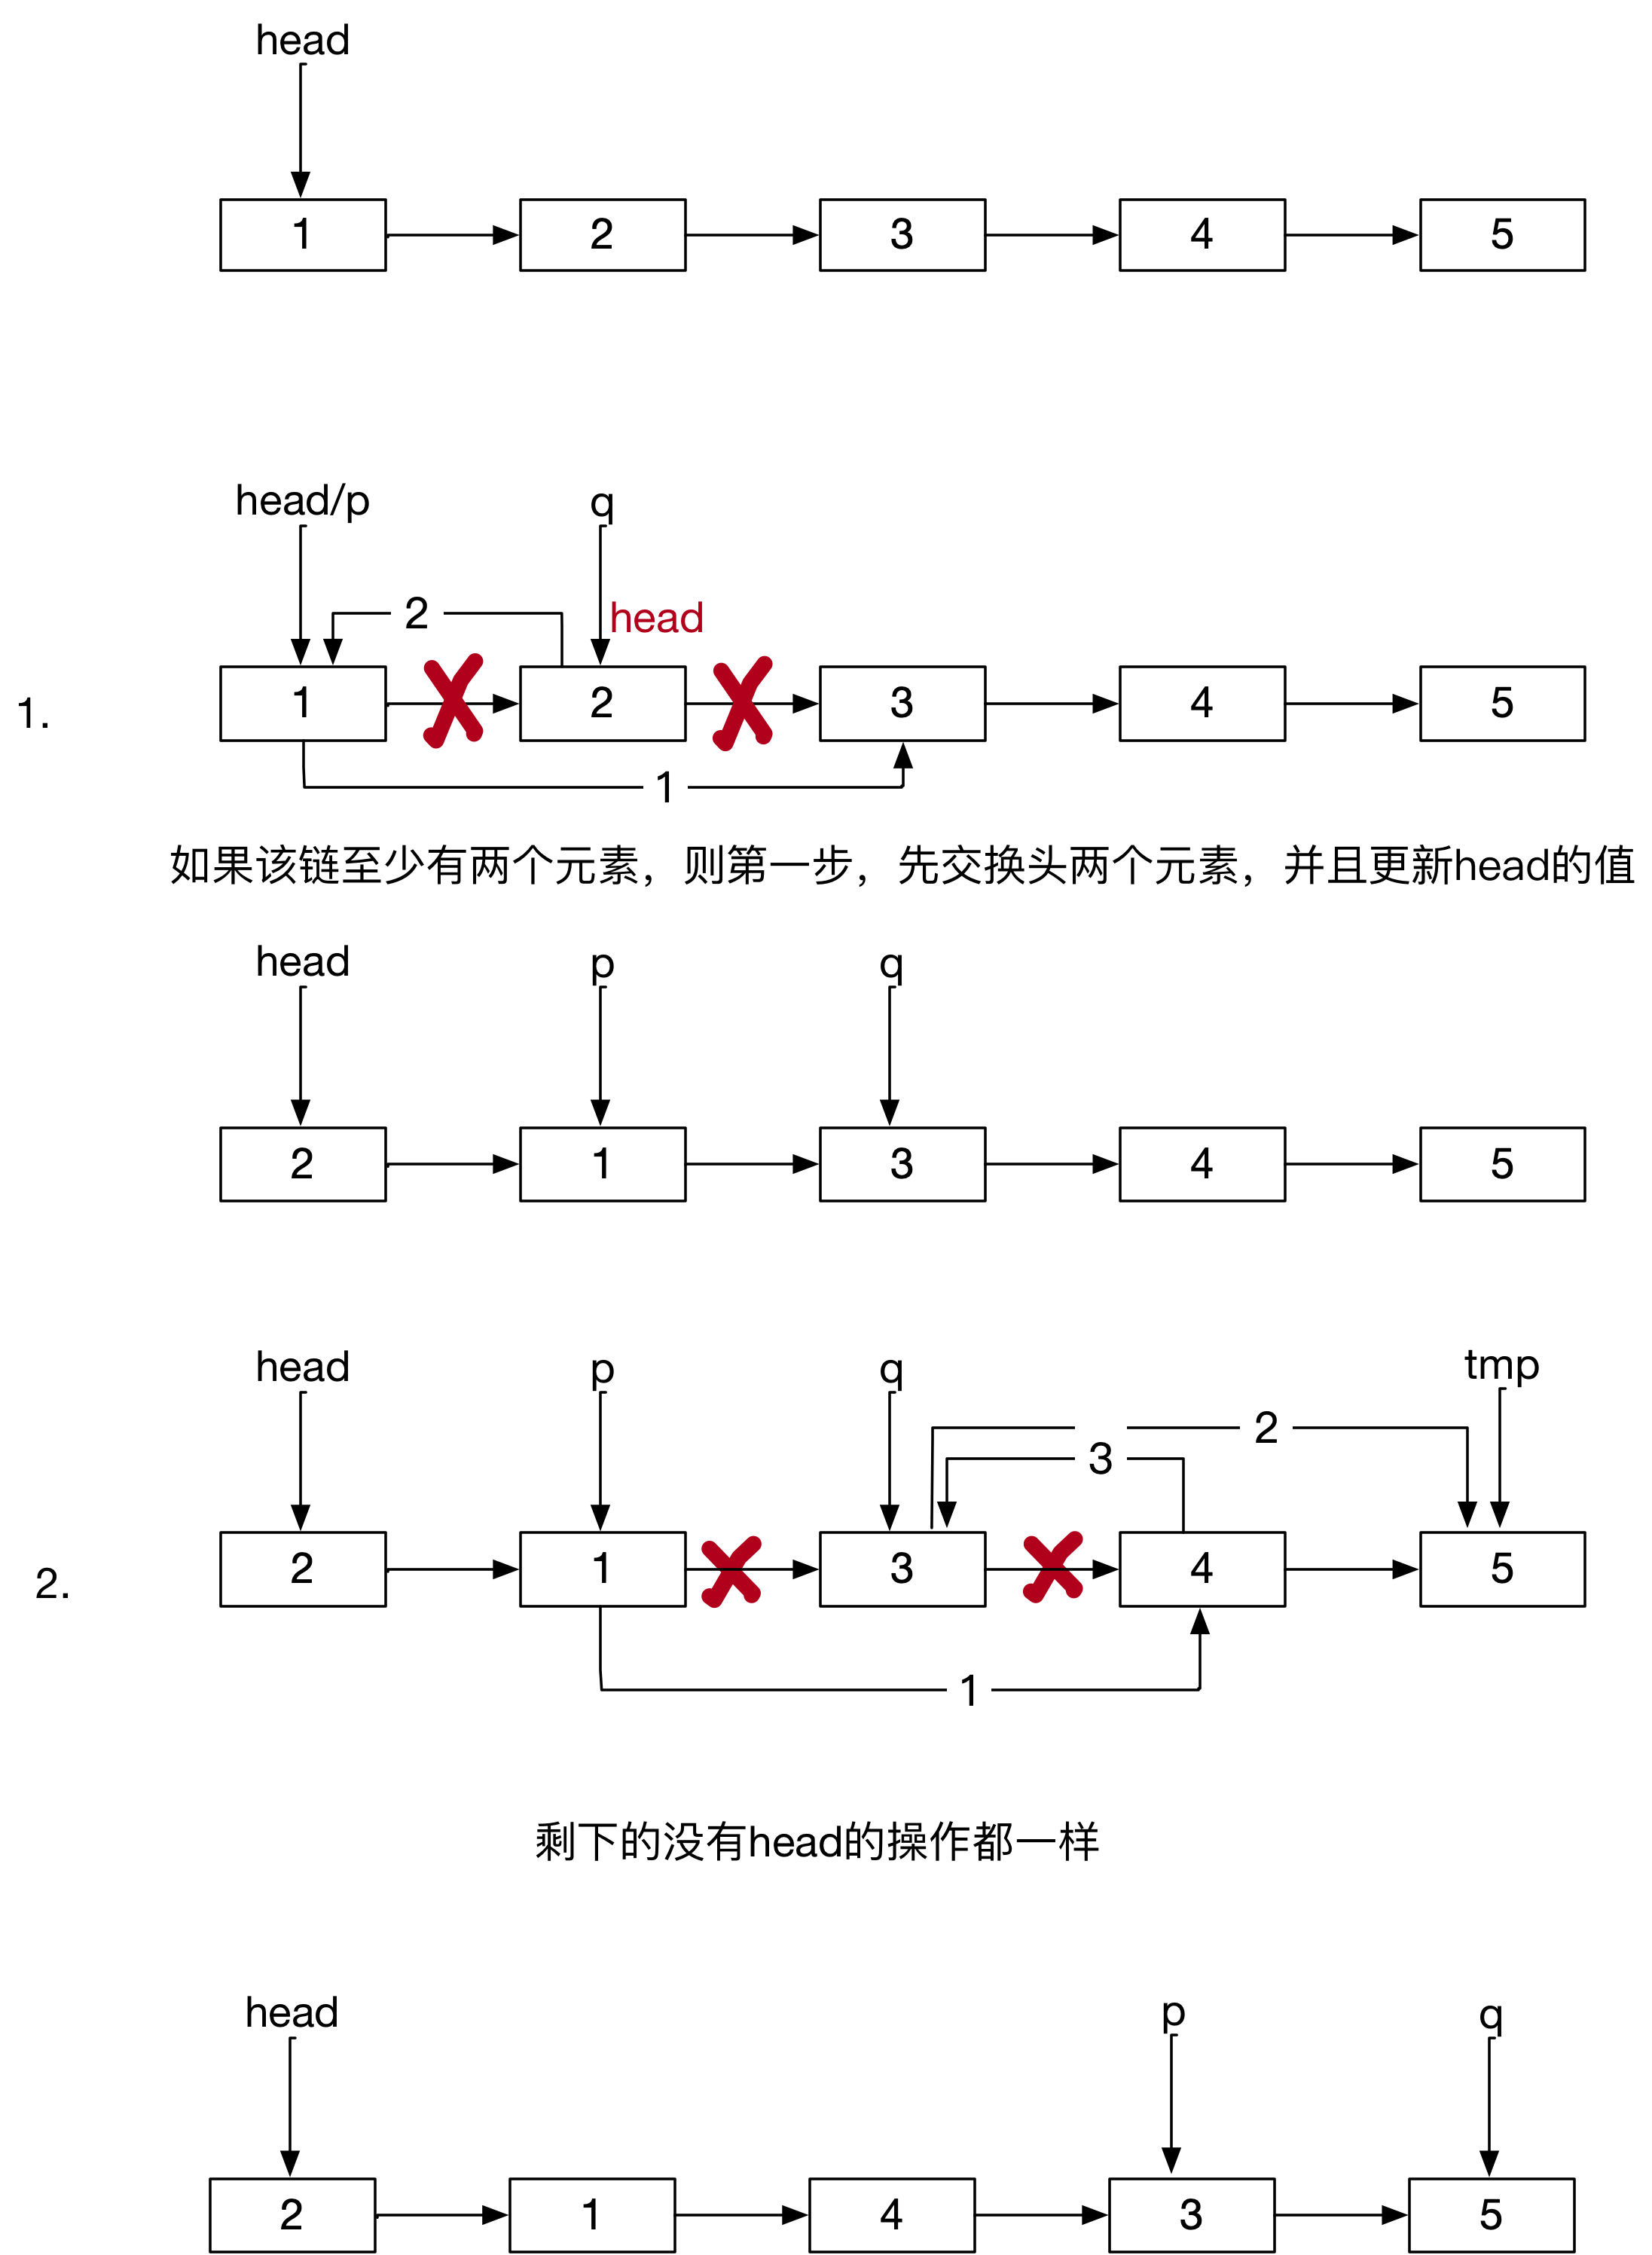 head
1 2 3 4 5
head/p q
2 head
1. 1 2 3 4 5
1
如果该链至少有两个元素，则第一步，先交换头两个元素，并且更新head的值
head p q
2 1 3 4 5
head p q tmp
2
3
2. 2 1 3 4 5
1
剩下的没有head的操作都一样
head p q
2 1 4 3 5